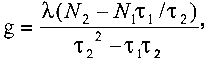 g = λ(N₂ − N₁τ₁ / τ₂) / (τ₂² − τ₁τ₂),